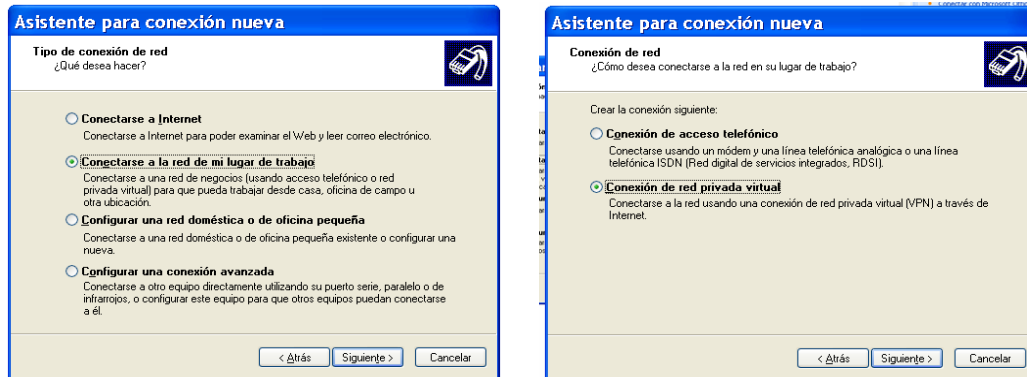 Asistente para conexión nueva
Tipo de conexión de red
¿Qué desea hacer?
Conectarse a Internet
Conectarse a Internet para poder examinar el Web y leer correo electrónico.
Conectarse a la red de mi lugar de trabajo
Conectarse a una red de negocios (usando acceso telefónico o red
privada virtual) para que pueda trabajar desde casa, oficina de campo u
otra ubicación.
Configurar una red doméstica o de oficina pequeña
Conectarse a una red doméstica o de oficina pequeña existente o configurar una
nueva.
Configurar una conexión avanzada
Conectarse a otro equipo directamente utilizando su puerto serie, paralelo o de
infrarrojos, o configurar este equipo para que otros equipos puedan conectarse
a él.
< Atrás
Siguiente >
Cancelar
Conectar con Microsoft Offic
Asistente para conexión nueva
Conexión de red
¿Cómo desea conectarse a la red en su lugar de trabajo?
Crear la conexión siguiente:
Conexión de acceso telefónico
Conectarse usando un módem y una línea telefónica analógica o una línea
telefónica ISDN (Red digital de servicios integrados, RDSI).
Conexión de red privada virtual
Conectarse a la red usando una conexión de red privada virtual (VPN) a través de
Internet.
< Atrás
Siguiente >
Cancelar